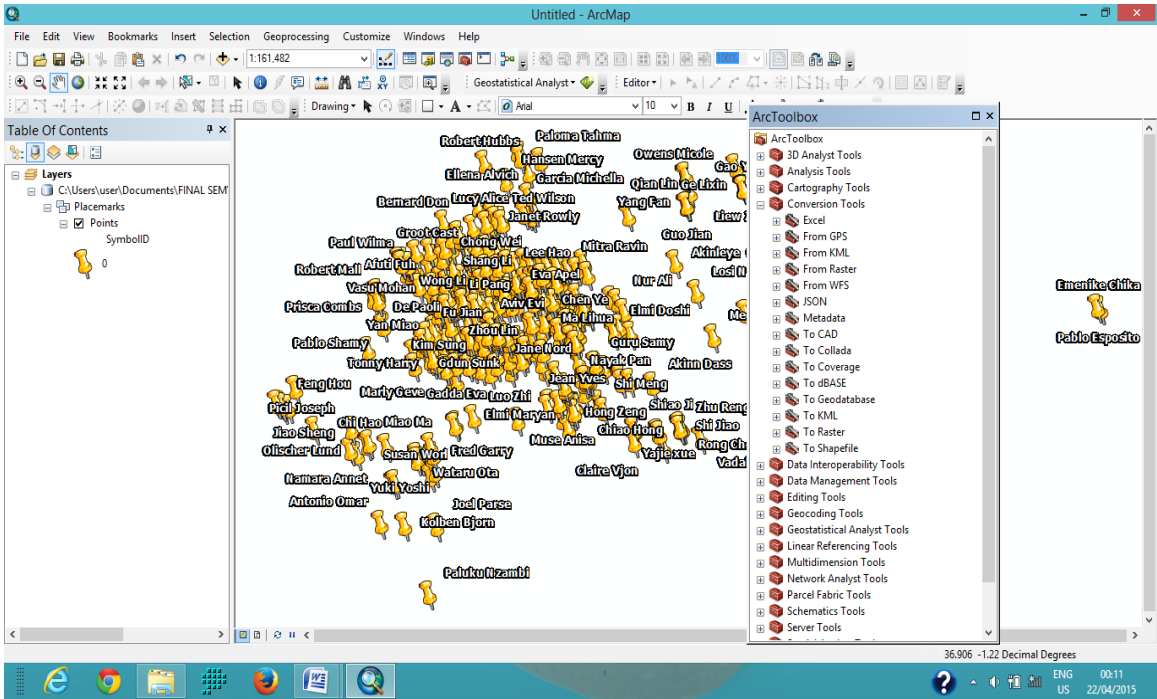 Untitled - ArcMap
File Edit View Bookmarks Insert Selection Geoprocessing Customize Windows Help
1:161,482
100%
Geostatistical Analyst
Editor
Drawing
Arial
10
B I U
Table Of Contents
Layers
C:\Users\user\Documents\FINAL SEM
Placemarks
Points
SymbolID
0
Robert Hubbs
Paloma Tahma
Hansen Mercy
Owens Micole
Ellena Alvich
Garcia Michella
Qian Lin Ge Lixin
Bernard Don
Lucy Alice Ted Wilson
Yang Fan
Janet Rowly
Groot Cast
Guo Jian
Paul Wilma
Chong Wei
Lee Hao
Mitra Ravin
Akinleye
Robert Mall
Afuti Fuh
Shang Li
Eva Apel
Nur Ali
Vasu Mohan
Wong Li
Li Pang
Emenike Chika
Prisca Combs
De Paoli
Fu Jian
Aviv Evi
Chen Ye
Elmi Doshi
Ma Lihua
Yan Miao
Zhou Lin
Pablo Esposito
Pablo Shamy
Kim Sung
Jane Nord
Guru Samy
Tonny Harry
Gdun Sunk
Nayak Pan
Akinn Dass
Feng Hou
Jean Yves
Shi Meng
Marly Geve
Gadda Eva
Luo Zhi
Picil Joseph
Shiao Ji
Zhu Reng
Chi Hao
Miao Ma
Elmi Maryan
Hong Zeng
Jiao Sheng
Chiao Hong
Shi Jiao
Olischer Lund
Susan Worl
Fred Garry
Muse Anisa
Yajie xue
Rong Ch
Namara Annet
Wataru Ota
Claire Vjon
Vada
Yuki Yoshi
Antonio Omar
Joel Parse
Kolben Bjorn
Paluku Nzambi
ArcToolbox
ArcToolbox
3D Analyst Tools
Analysis Tools
Cartography Tools
Conversion Tools
Excel
From GPS
From KML
From Raster
From WFS
JSON
Metadata
To CAD
To Collada
To Coverage
To dBASE
To Geodatabase
To KML
To Raster
To Shapefile
Data Interoperability Tools
Data Management Tools
Editing Tools
Geocoding Tools
Geostatistical Analyst Tools
Linear Referencing Tools
Multidimension Tools
Network Analyst Tools
Parcel Fabric Tools
Schematics Tools
Server Tools
36.906 -1.22 Decimal Degrees
ENG
US
00:11
22/04/2015